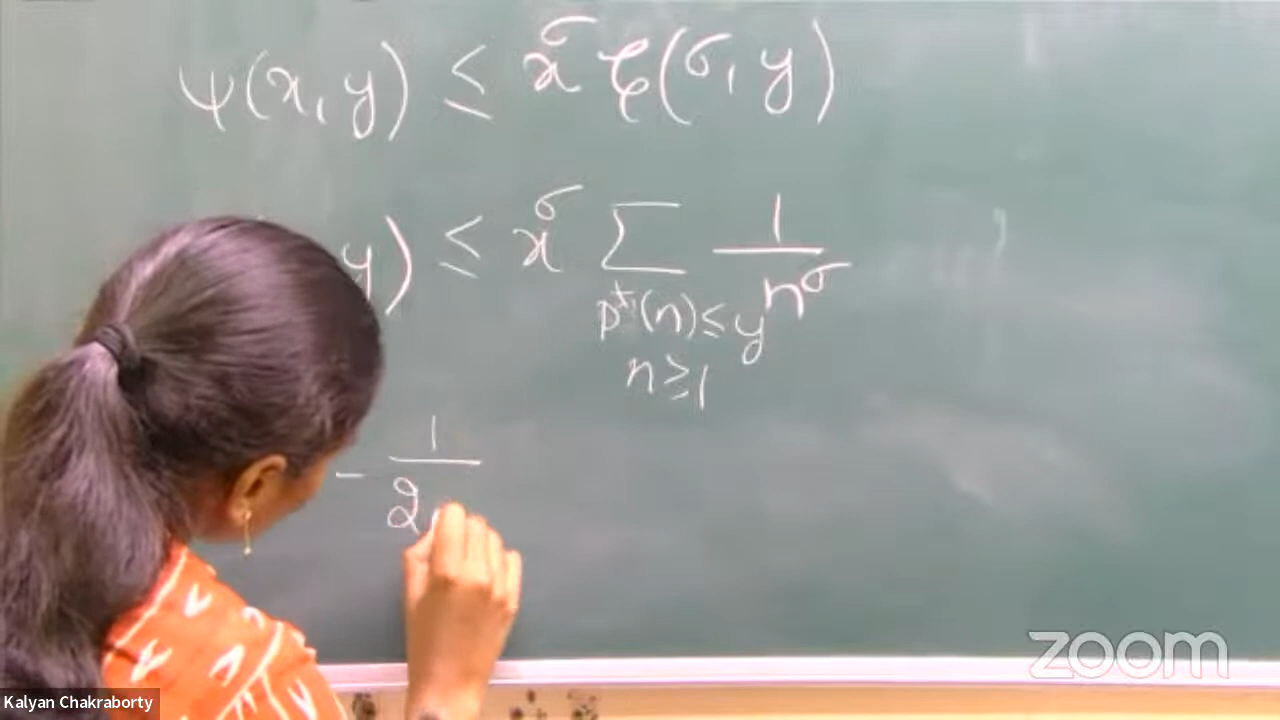 ψ(x, y) ≤ x^σ ζ(σ, y)
y) ≤ x^σ ∑ 1/n^σ
P^+(n) ≤ y
n ≥ 1
- 1/2
zoom
Kalyan Chakraborty